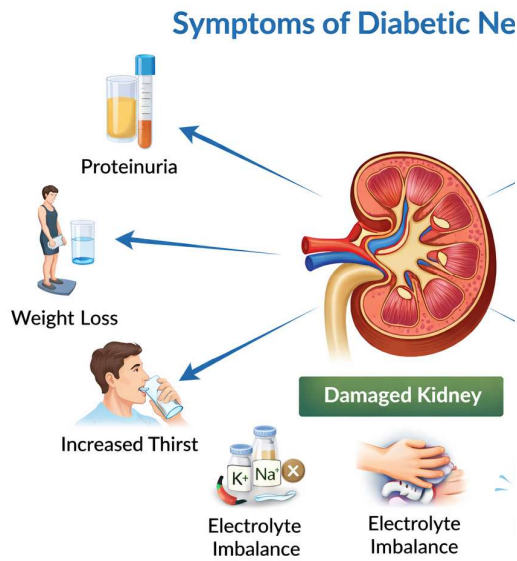 Symptoms of Diabetic Ne
Proteinuria
Weight Loss
Increased Thirst
Damaged Kidney
K+ Na+
Electrolyte
Imbalance
Electrolyte
Imbalance